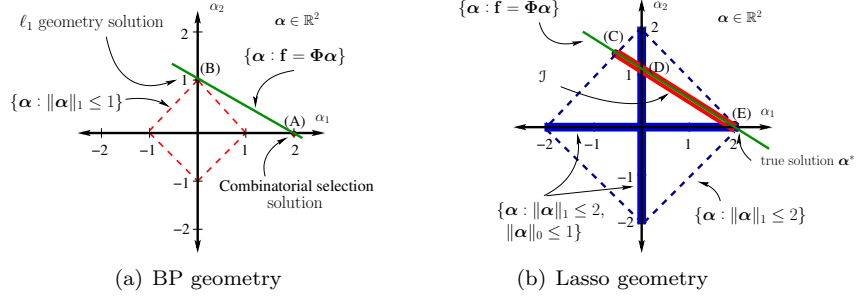 α₂
α ∈ ℝ²
ℓ₁ geometry solution
(B)
{α : f = Φα}
{α : ‖α‖₁ ≤ 1}
(A)
α₁
−2
−1
1
2
1
2
−1
−2
Combinatorial selection
solution
(a) BP geometry
α₂
α ∈ ℝ²
{α : f = Φα}
(C)
(D)
(E)
ℐ
α₁
−2
−1
1
2
1
2
−1
−2
true solution α*
{α : ‖α‖₁ ≤ 2,
‖α‖₀ ≤ 1}
{α : ‖α‖₁ ≤ 2}
(b) Lasso geometry